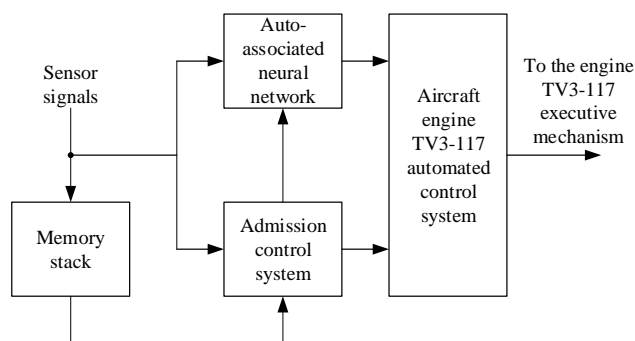 Sensor
signals
Auto-
associated
neural
network
Aircraft
engine
TV3-117
automated
control
system
To the engine
TV3-117
executive
mechanism
Memory
stack
Admission
control
system